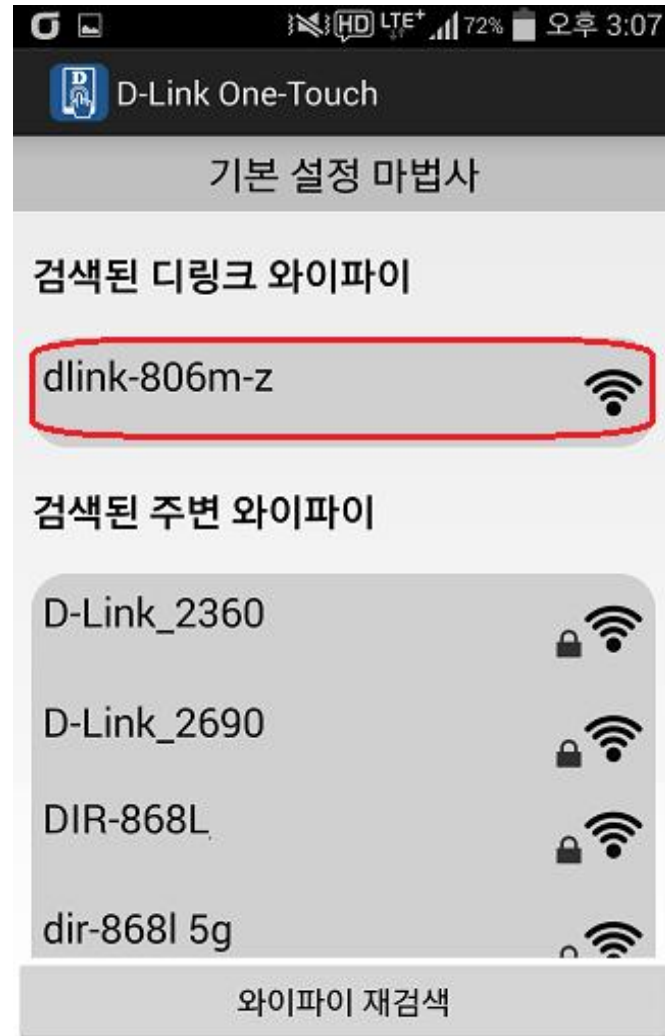 HD LTE+ 72% 오후 3:07
D-Link One-Touch
기본 설정 마법사
검색된 디링크 와이파이
dlink-806m-z
검색된 주변 와이파이
D-Link_2360
D-Link_2690
DIR-868L
dir-868l 5g
와이파이 재검색